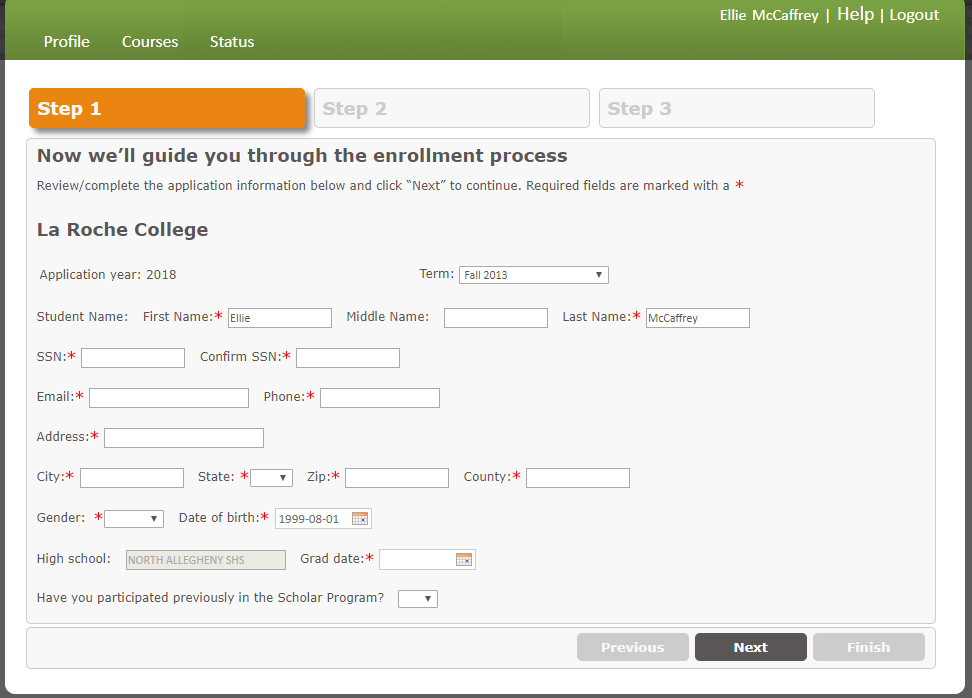 Ellie McCaffrey | Help | Logout
Profile Courses Status
Step 1 Step 2 Step 3
Now we’ll guide you through the enrollment process
Review/complete the application information below and click “Next” to continue. Required fields are marked with a *
La Roche College
Application year: 2018 Term: Fall 2013
Student Name: First Name:* Ellie Middle Name: Last Name:* McCaffrey
SSN:* Confirm SSN:*
Email:* Phone:*
Address:*
City:* State: * Zip:* County:*
Gender: * Date of birth:* 1999-08-01
High school: NORTH ALLEGHENY SHS Grad date:*
Have you participated previously in the Scholar Program?
Previous Next Finish